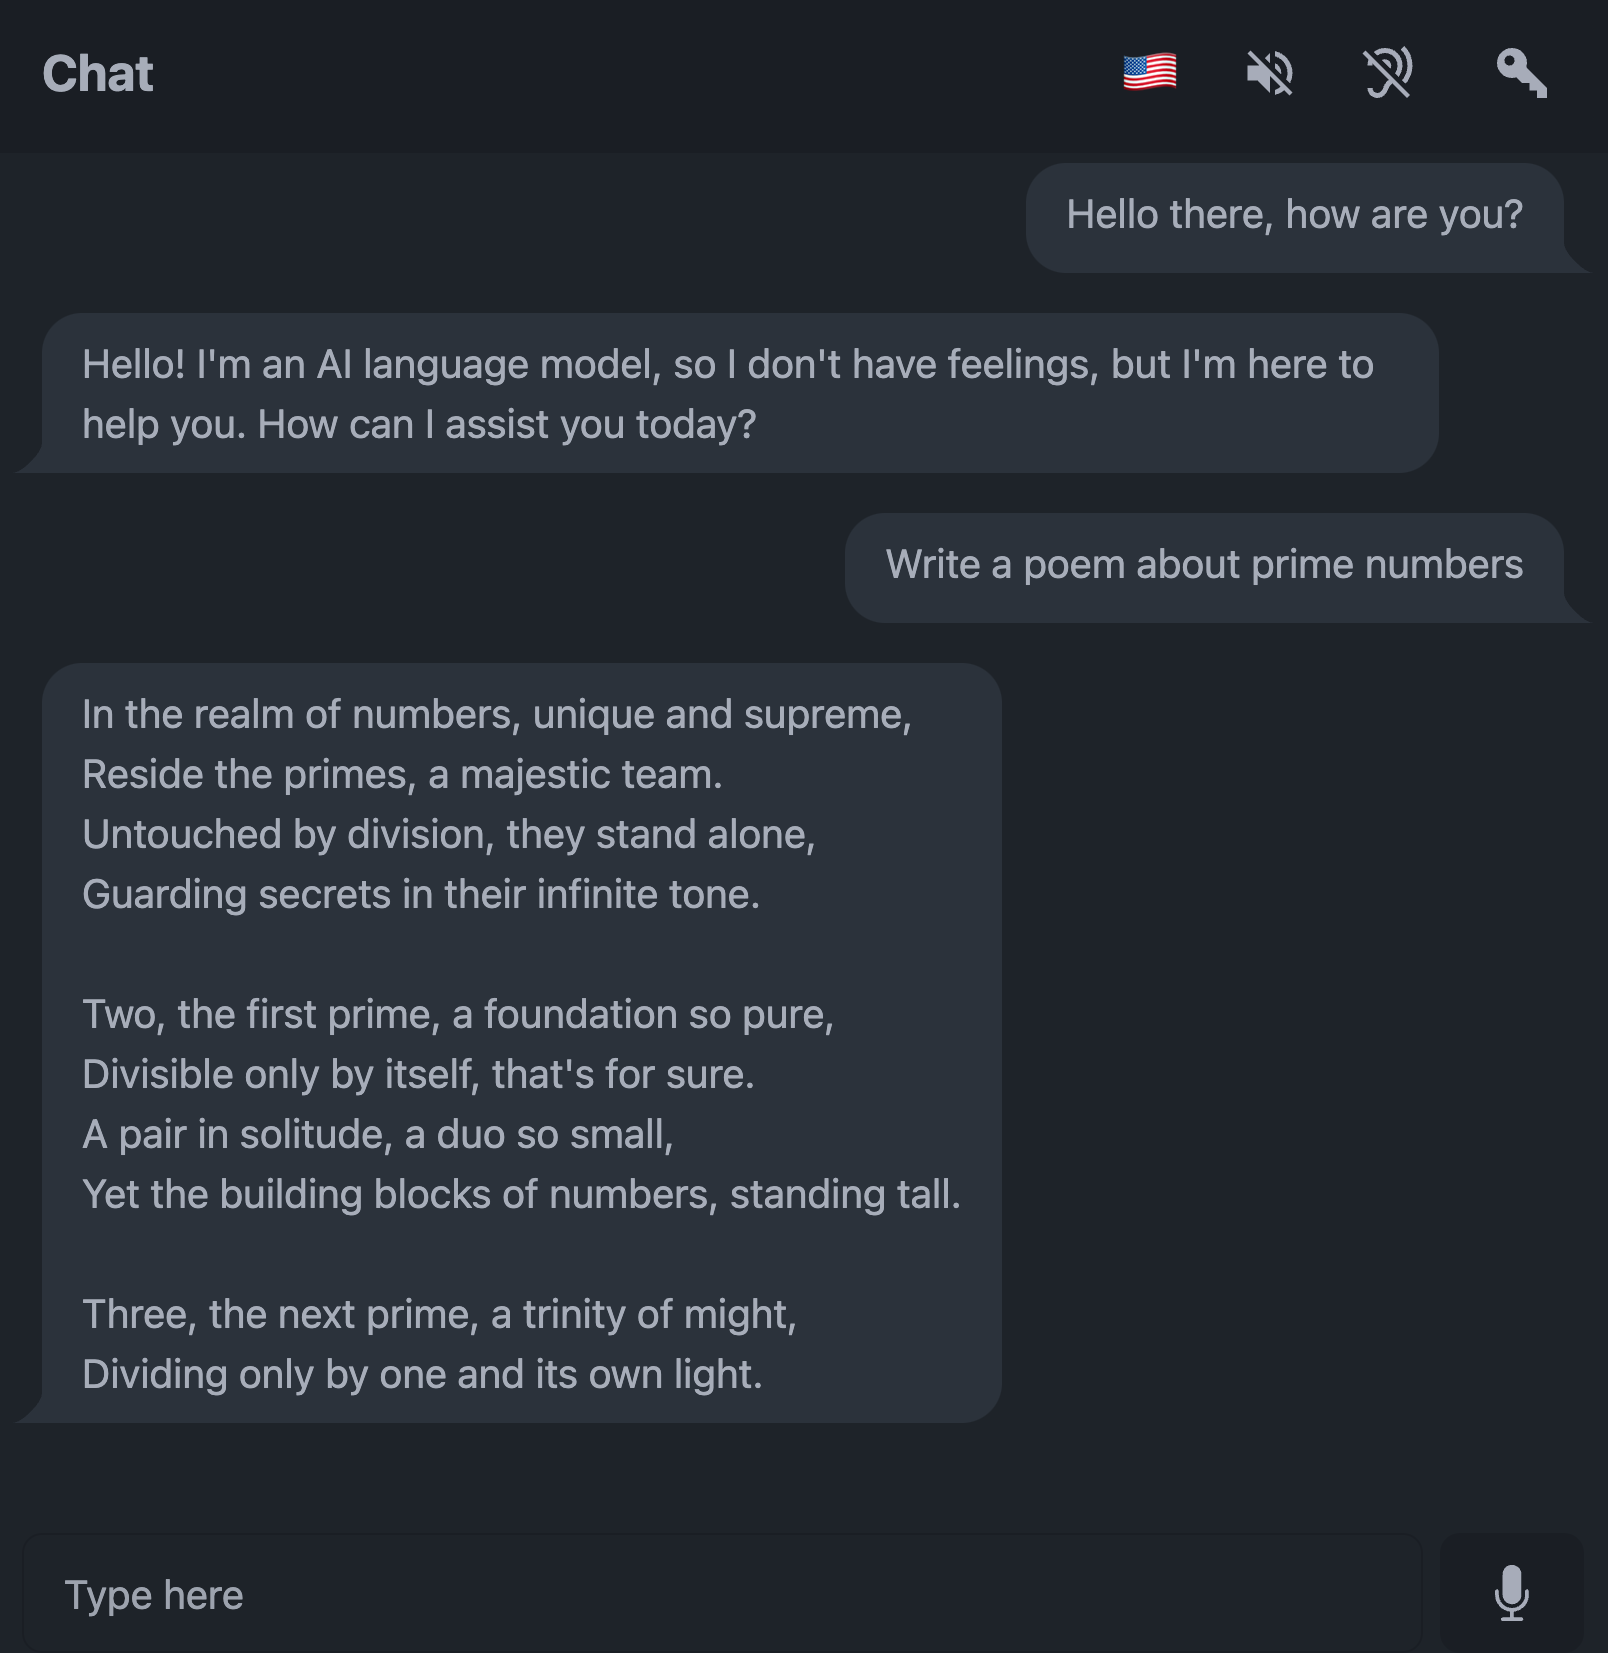 Chat
Hello there, how are you?
Hello! I'm an AI language model, so I don't have feelings, but I'm here to
help you. How can I assist you today?
Write a poem about prime numbers
In the realm of numbers, unique and supreme,
Reside the primes, a majestic team.
Untouched by division, they stand alone,
Guarding secrets in their infinite tone.
Two, the first prime, a foundation so pure,
Divisible only by itself, that's for sure.
A pair in solitude, a duo so small,
Yet the building blocks of numbers, standing tall.
Three, the next prime, a trinity of might,
Dividing only by one and its own light.
Type here